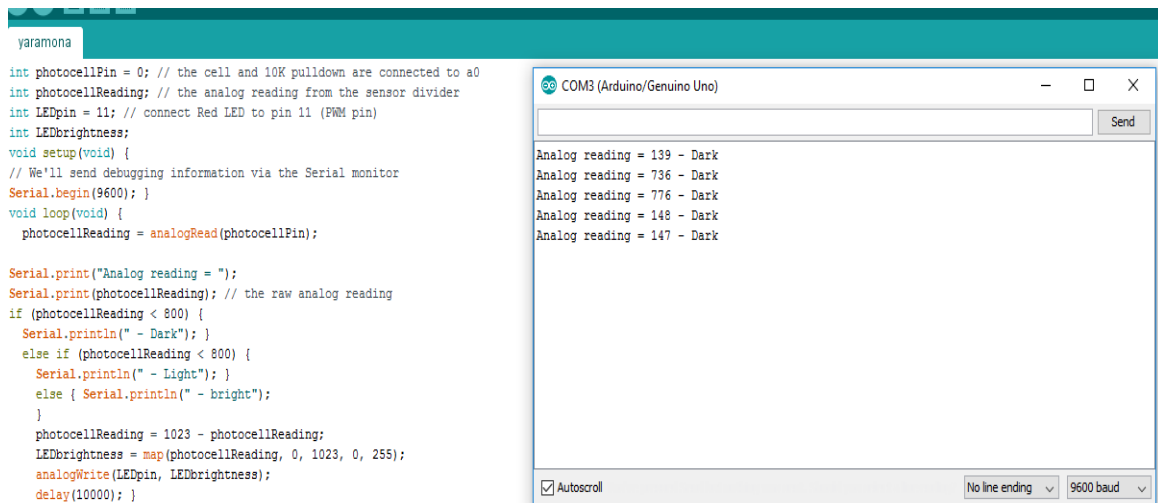 yaramona
int photocellPin = 0; // the cell and 10K pulldown are connected to a0
int photocellReading; // the analog reading from the sensor divider
int LEDpin = 11; // connect Red LED to pin 11 (PWM pin)
int LEDbrightness;
void setup(void) {
// We'll send debugging information via the Serial monitor
Serial.begin(9600); }
void loop(void) {
  photocellReading = analogRead(photocellPin);

Serial.print("Analog reading = ");
Serial.print(photocellReading); // the raw analog reading
if (photocellReading < 800) {
  Serial.println(" - Dark"); }
  else if (photocellReading < 800) {
    Serial.println(" - Light"); }
    else { Serial.println(" - bright");
    }
    photocellReading = 1023 - photocellReading;
    LEDbrightness = map(photocellReading, 0, 1023, 0, 255);
    analogWrite(LEDpin, LEDbrightness);
    delay(10000); }
COM3 (Arduino/Genuino Uno)
Send
Analog reading = 139 - Dark
Analog reading = 736 - Dark
Analog reading = 776 - Dark
Analog reading = 148 - Dark
Analog reading = 147 - Dark
Autoscroll
No line ending
9600 baud